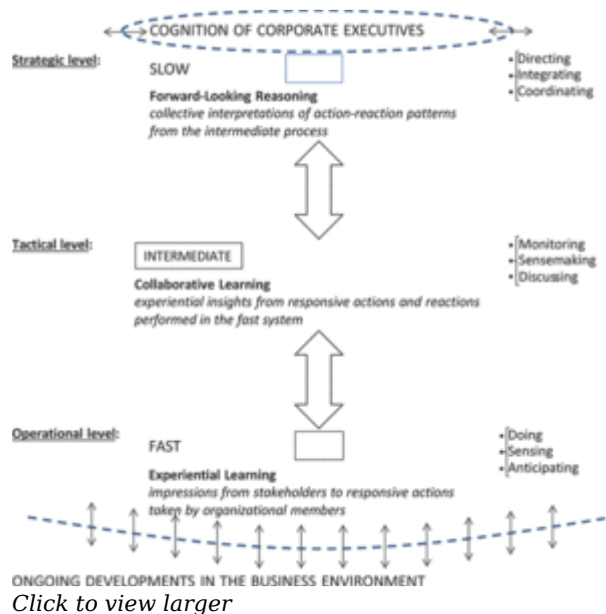 COGNITION OF CORPORATE EXECUTIVES
Strategic level:
SLOW
Forward-Looking Reasoning
collective interpretations of action-reaction patterns
from the intermediate process
• Directing
• Integrating
• Coordinating
Tactical level:
INTERMEDIATE
Collaborative Learning
experiential insights from responsive actions and reactions
performed in the fast system
• Monitoring
• Sensemaking
• Discussing
Operational level:
FAST
Experiential Learning
impressions from stakeholders to responsive actions
taken by organizational members
• Doing
• Sensing
• Anticipating
ONGOING DEVELOPMENTS IN THE BUSINESS ENVIRONMENT
Click to view larger